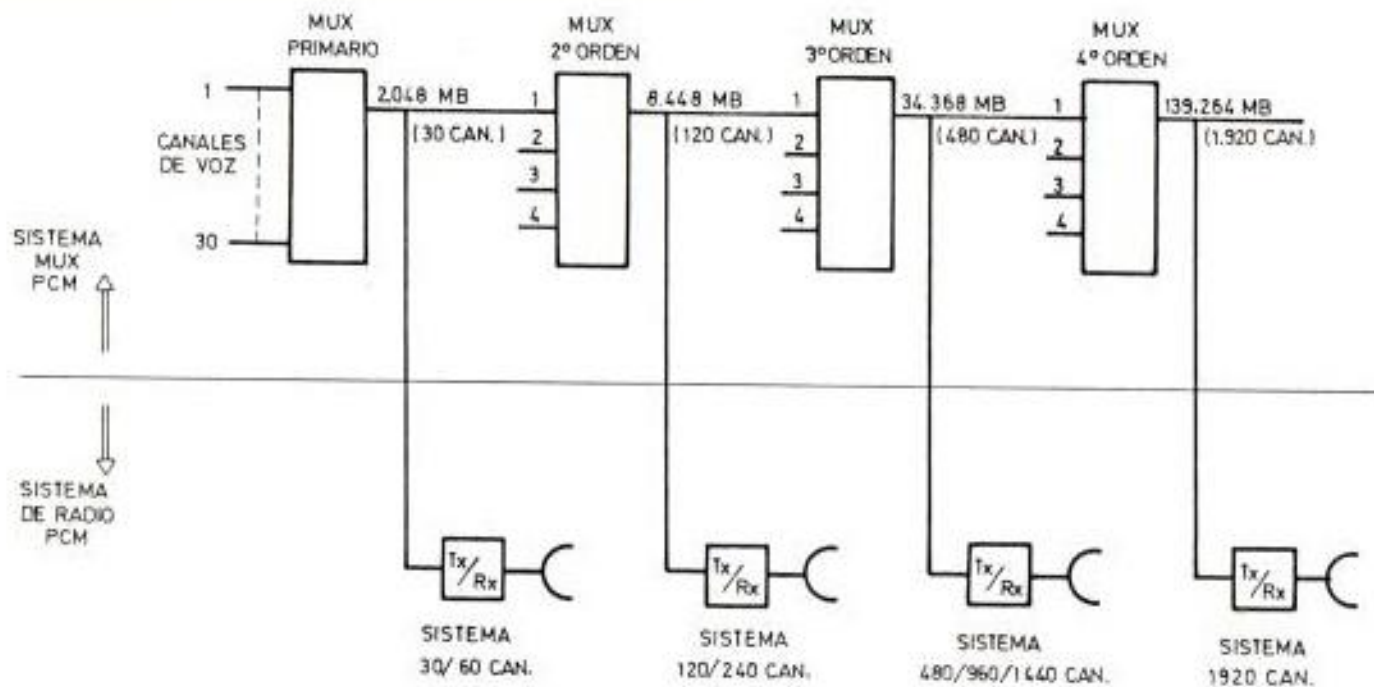 MUX
PRIMARIO
MUX
2º ORDEN
MUX
3º ORDEN
MUX
4º ORDEN
1
CANALES
DE VOZ
30
2.048 MB
(30 CAN.)
1
2
3
4
8.448 MB
(120 CAN.)
1
2
3
4
34.368 MB
(480 CAN.)
1
2
3
4
139.264 MB
(1.920 CAN.)
SISTEMA
MUX
PCM
SISTEMA
DE RADIO
PCM
Tx/Rx
Tx/Rx
Tx/Rx
Tx/Rx
SISTEMA
30/60 CAN.
SISTEMA
120/240 CAN.
SISTEMA
480/960/1440 CAN.
SISTEMA
1920 CAN.